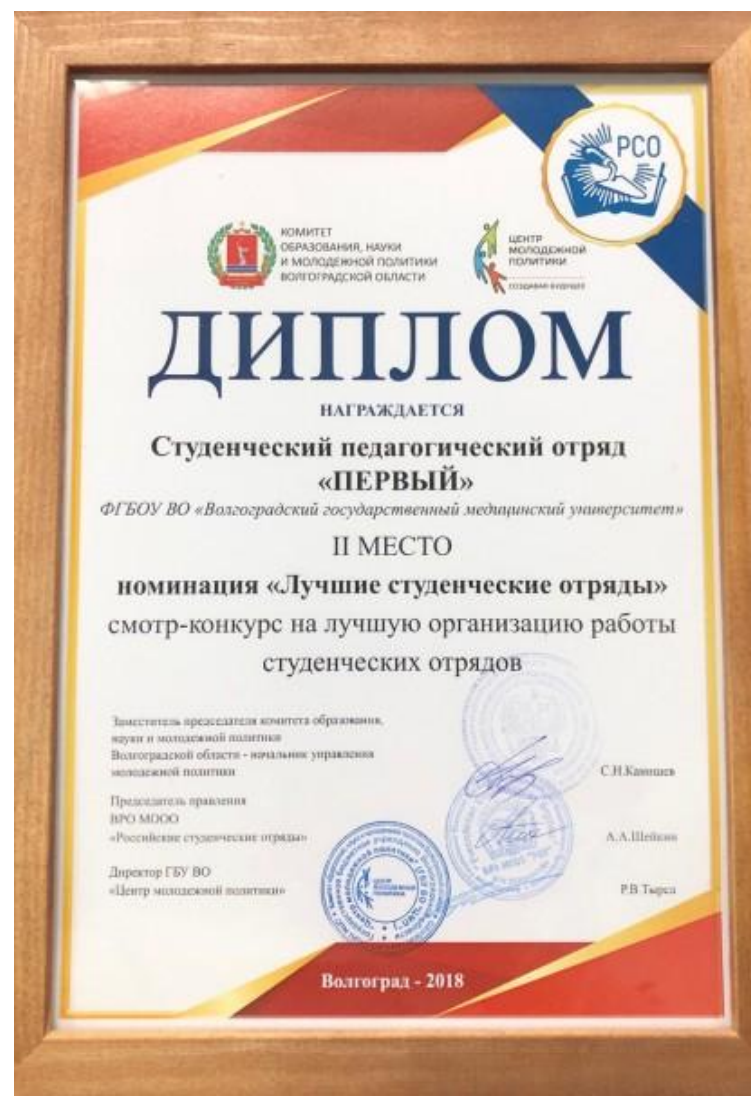 РСО
КОМИТЕТ
ОБРАЗОВАНИЯ, НАУКИ
И МОЛОДЕЖНОЙ ПОЛИТИКИ
ВОЛГОГРАДСКОЙ ОБЛАСТИ
ЦЕНТР
МОЛОДЕЖНОЙ
ПОЛИТИКИ
СОЗДАВАЯ БУДУЩЕЕ
ДИПЛОМ
НАГРАЖДАЕТСЯ
Студенческий педагогический отряд
«ПЕРВЫЙ»
ФГБОУ ВО «Волгоградский государственный медицинский университет»
II МЕСТО
номинация «Лучшие студенческие отряды»
смотр-конкурс на лучшую организацию работы
студенческих отрядов
Заместитель председателя комитета образования,
науки и молодежной политики
Волгоградской области - начальник управления
молодежной политики
Председатель правления
ВРО МООО
«Российские студенческие отряды»
А.А.Шейкин
Директор ГБУ ВО
«Центр молодежной политики»
Волгоград - 2018